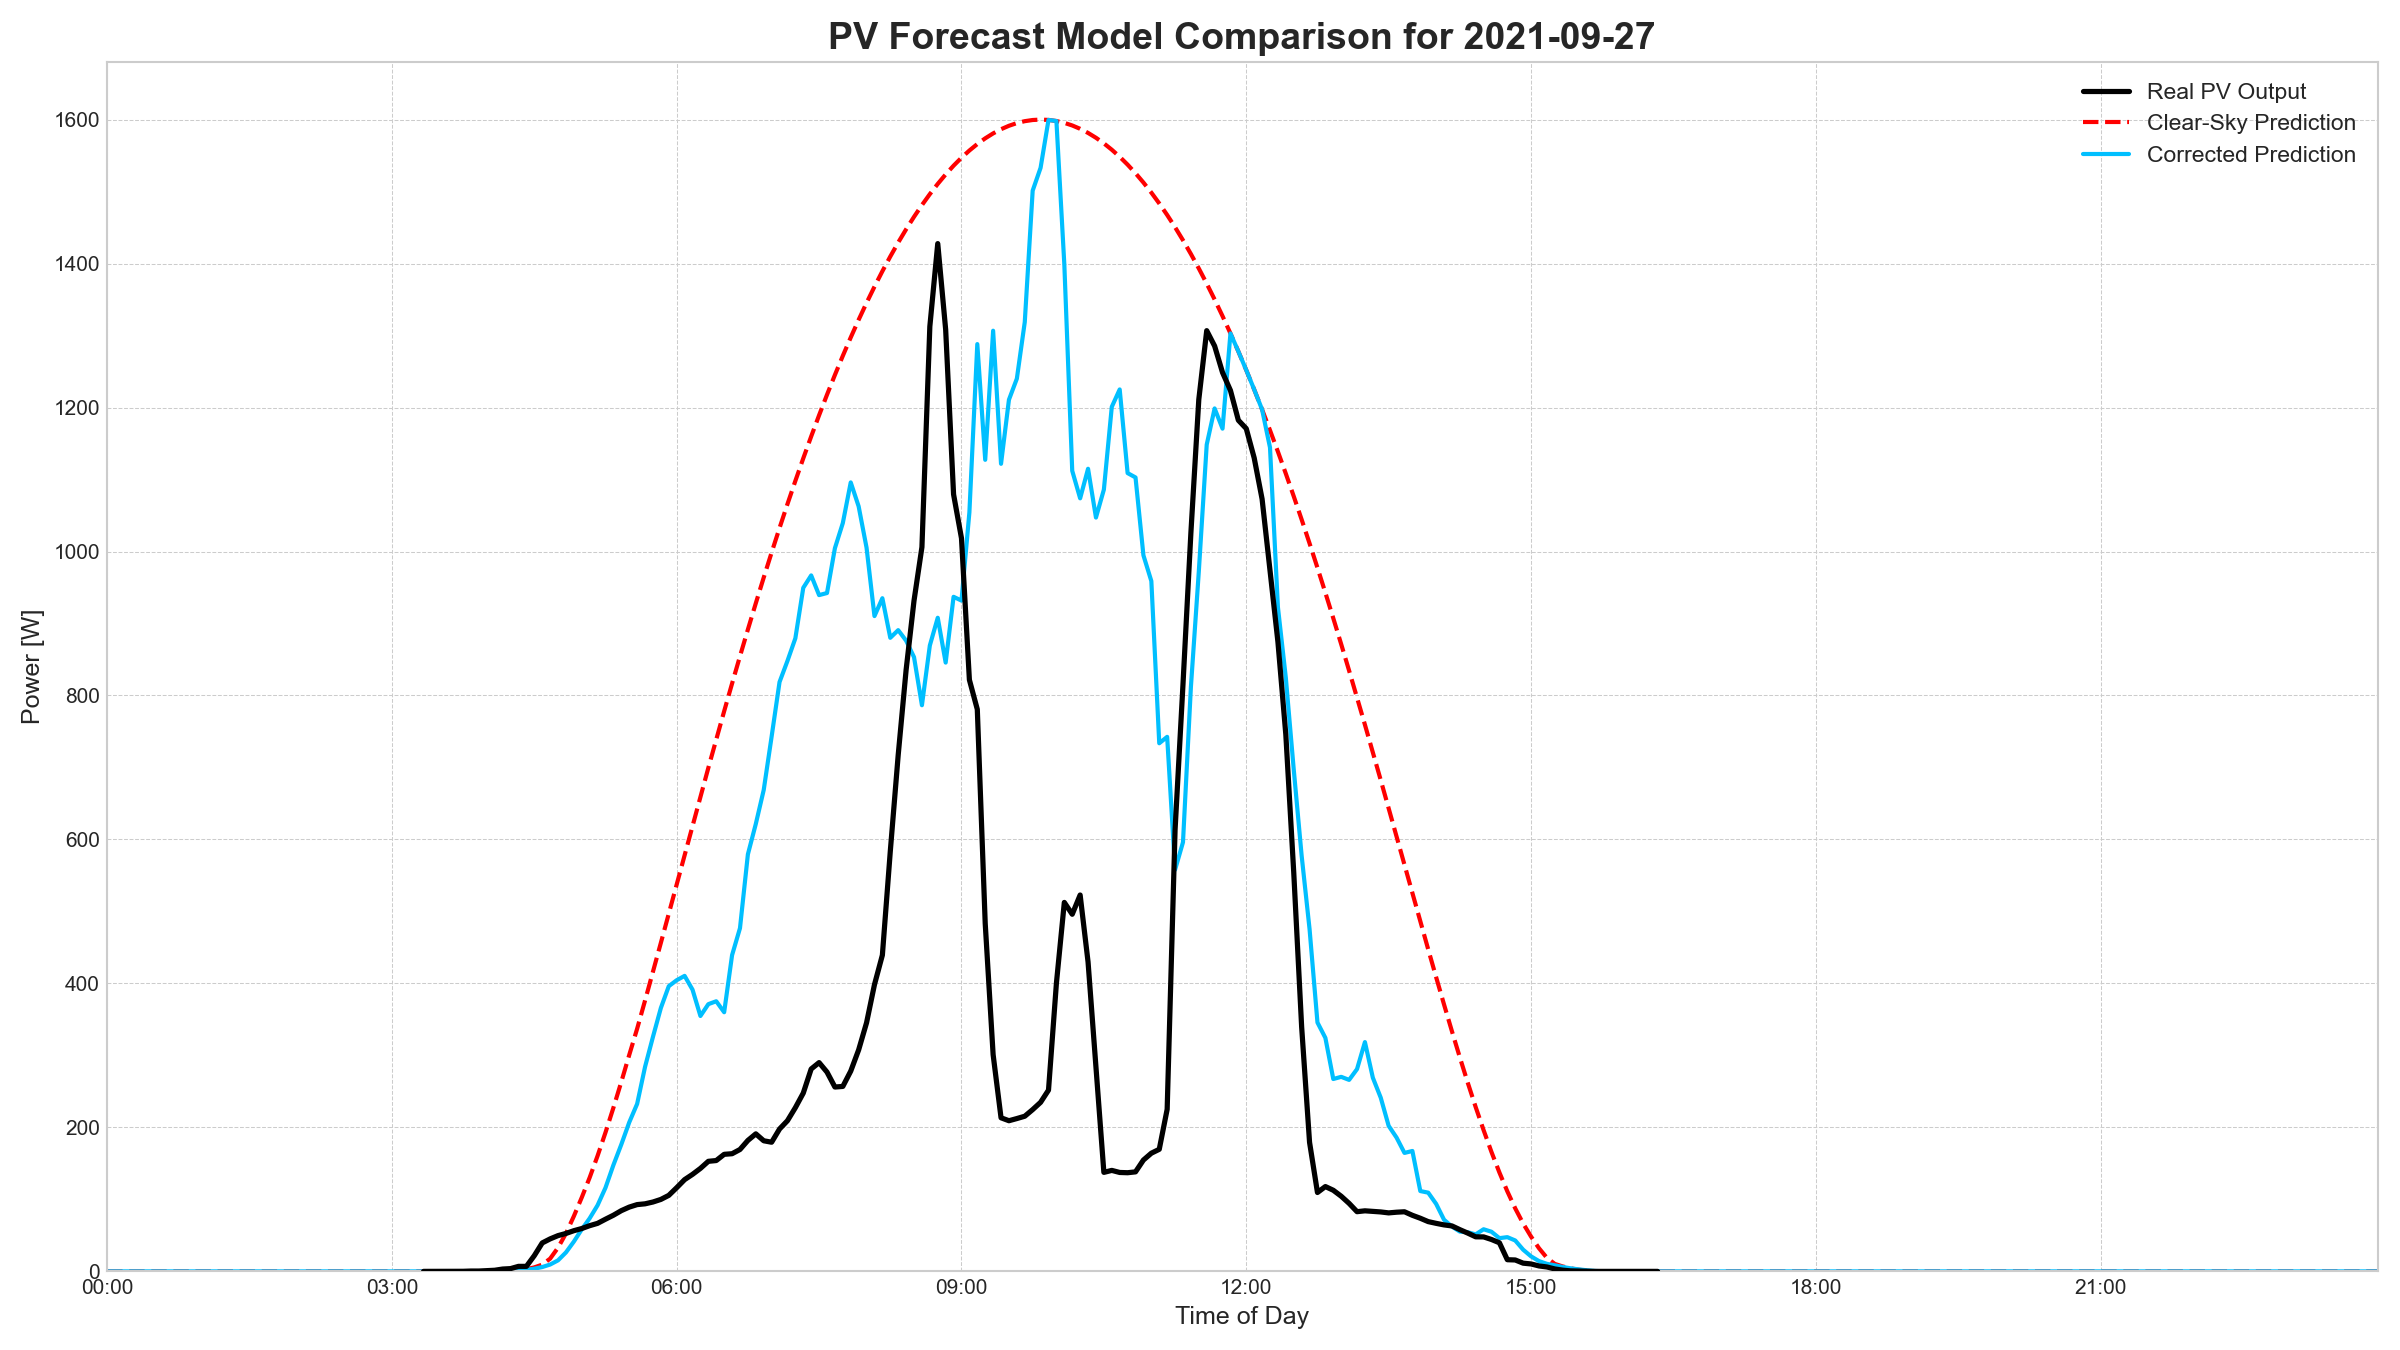 PV Forecast Model Comparison for 2021-09-27
Real PV Output
Clear-Sky Prediction
Corrected Prediction
1600
1400
1200
1000
800
600
400
200
0
Power [W]
00:00 03:00 06:00 09:00 12:00 15:00 18:00 21:00
Time of Day